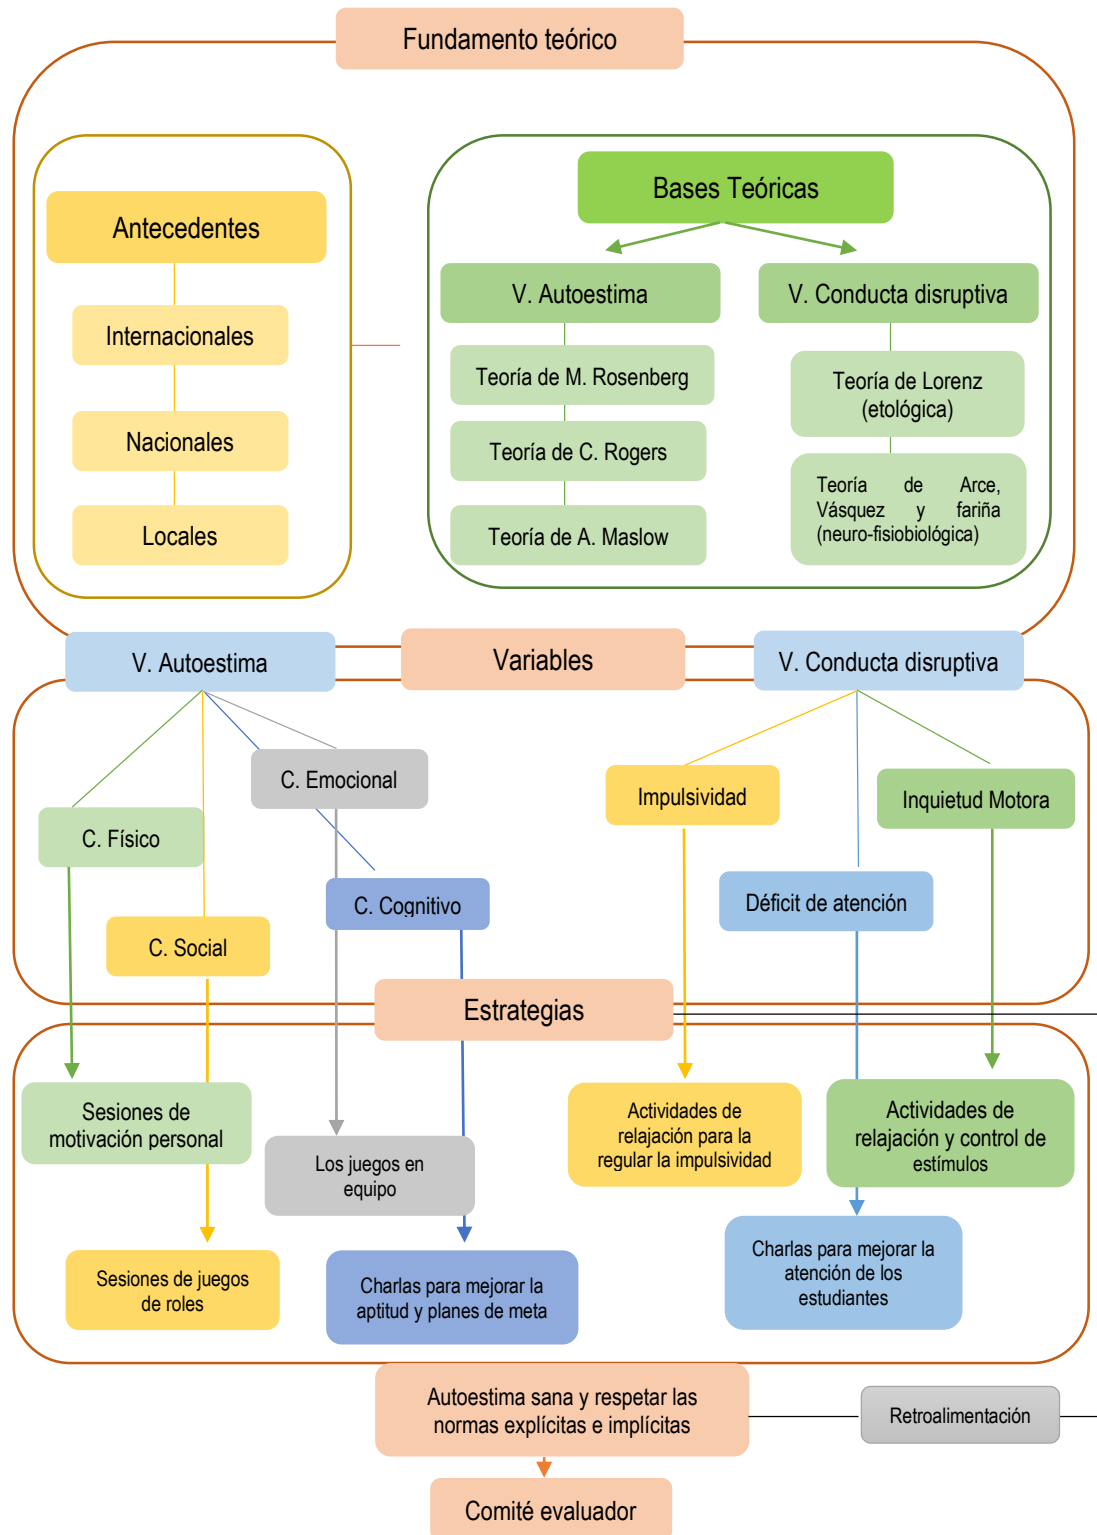 Fundamento teórico
Antecedentes
Internacionales
Nacionales
Locales
Bases Teóricas
V. Autoestima
Teoría de M. Rosenberg
Teoría de C. Rogers
Teoría de A. Maslow
V. Conducta disruptiva
Teoría de Lorenz
(etológica)
Teoría de Arce,
Vásquez y fariña
(neuro-fisiobiológica)
V. Autoestima
Variables
V. Conducta disruptiva
C. Emocional
C. Físico
C. Cognitivo
C. Social
Impulsividad
Inquietud Motora
Déficit de atención
Estrategias
Sesiones de
motivación personal
Los juegos en
equipo
Sesiones de juegos
de roles
Charlas para mejorar la
aptitud y planes de meta
Actividades de
relajación para la
regular la impulsividad
Actividades de
relajación y control de
estímulos
Charlas para mejorar la
atención de los
estudiantes
Autoestima sana y respetar las
normas explícitas e implícitas
Retroalimentación
Comité evaluador